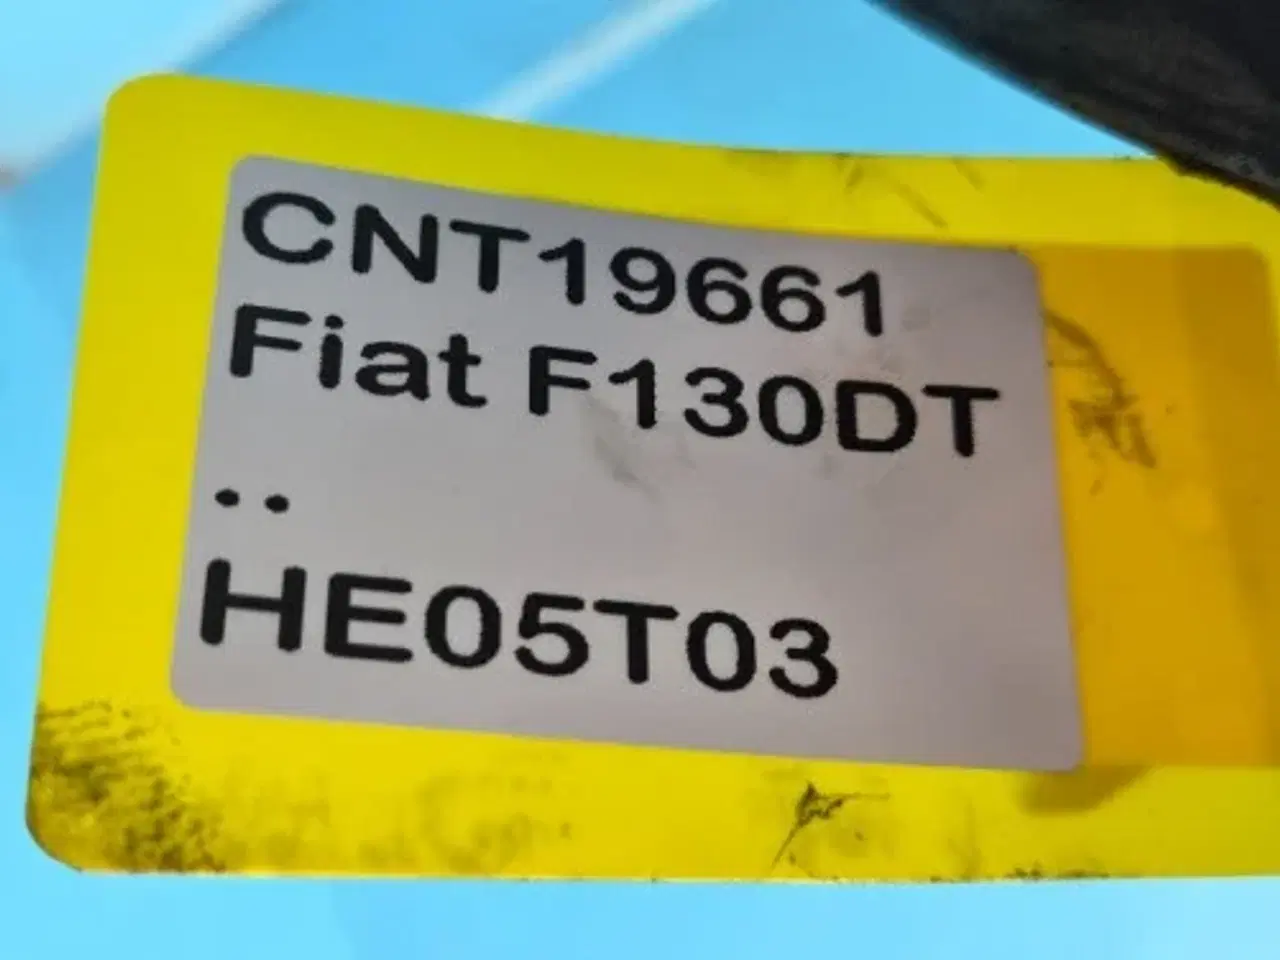 CNT19661
Fiat F130DT
..
HE05T03